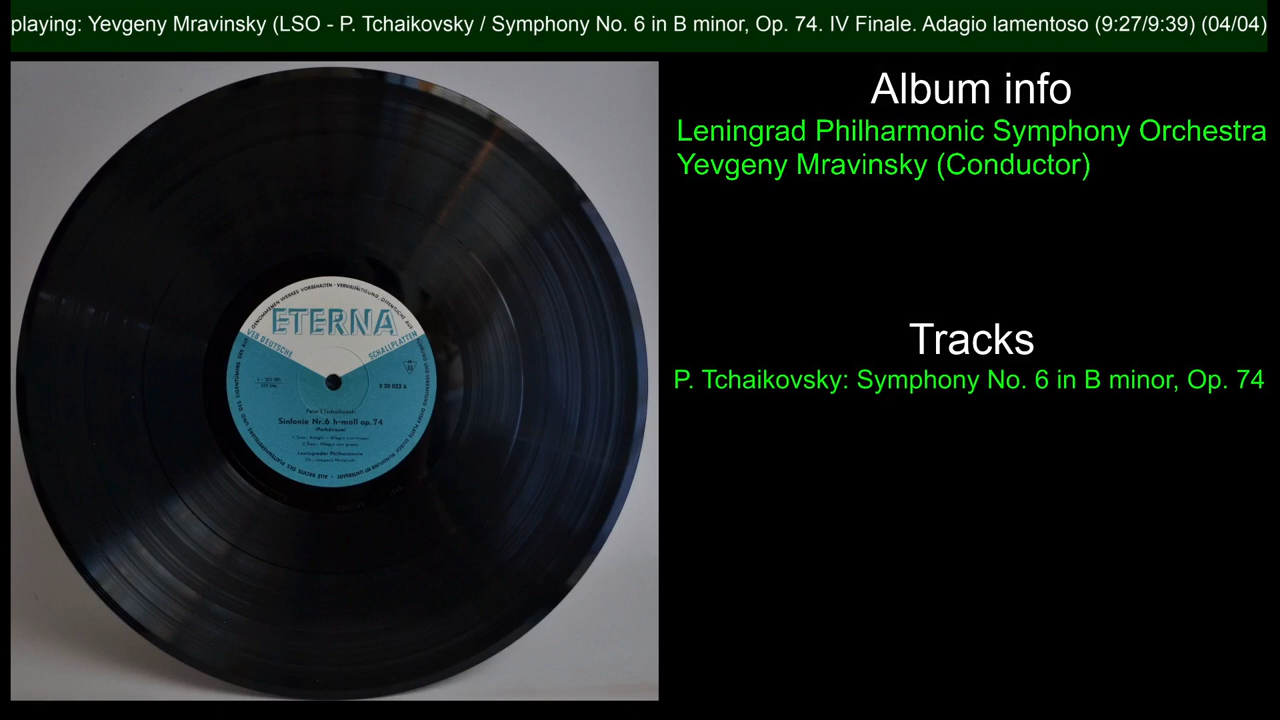 playing: Yevgeny Mravinsky (LSO - P. Tchaikovsky / Symphony No. 6 in B minor, Op. 74. IV Finale. Adagio lamentoso (9:27/9:39) (04/04)
Album info
Leningrad Philharmonic Symphony Orchestra
Yevgeny Mravinsky (Conductor)
Tracks
P. Tchaikovsky: Symphony No. 6 in B minor, Op. 74
ETERNA
VEB DEUTSCHE
SCHALLPLATTEN
Sinfonie Nr. 6 h-moll op. 74
(Pathétique)
Leningrader Philharmonie